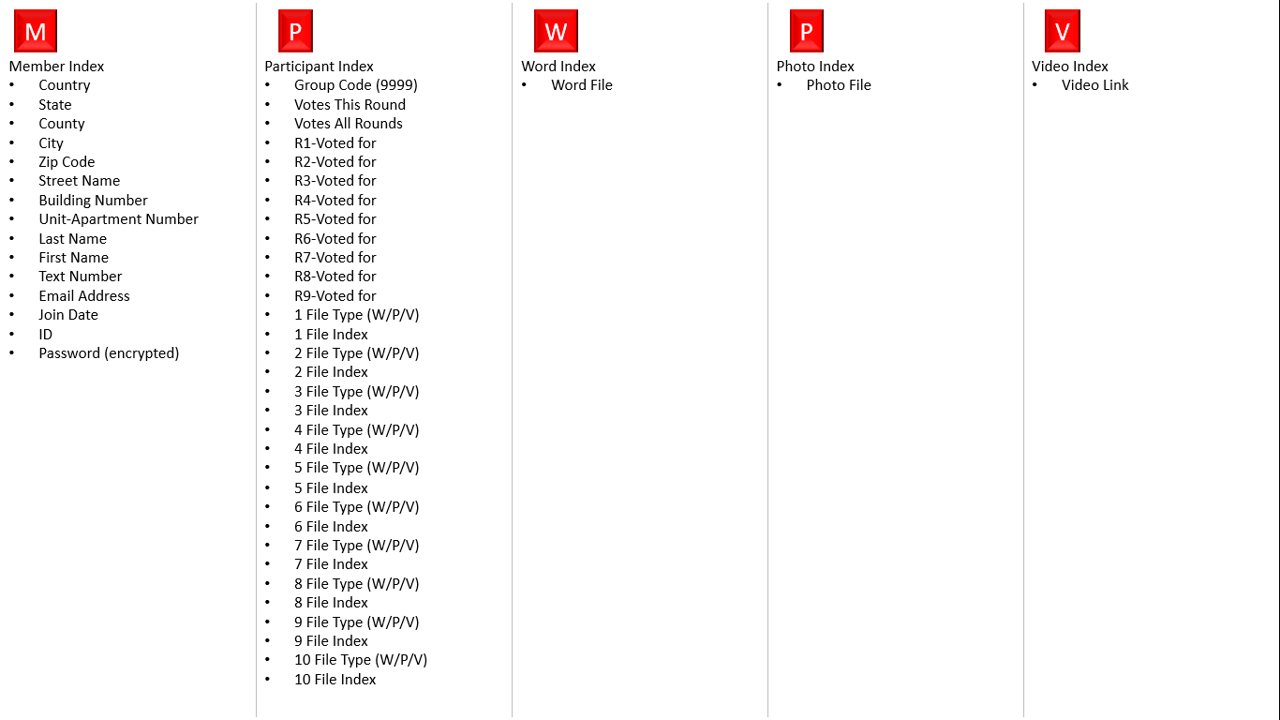 M
Member Index
• Country
• State
• County
• City
• Zip Code
• Street Name
• Building Number
• Unit-Apartment Number
• Last Name
• First Name
• Text Number
• Email Address
• Join Date
• ID
• Password (encrypted)
P
Participant Index
• Group Code (9999)
• Votes This Round
• Votes All Rounds
• R1-Voted for
• R2-Voted for
• R3-Voted for
• R4-Voted for
• R5-Voted for
• R6-Voted for
• R7-Voted for
• R8-Voted for
• R9-Voted for
• 1 File Type (W/P/V)
• 1 File Index
• 2 File Type (W/P/V)
• 2 File Index
• 3 File Type (W/P/V)
• 3 File Index
• 4 File Type (W/P/V)
• 4 File Index
• 5 File Type (W/P/V)
• 5 File Index
• 6 File Type (W/P/V)
• 6 File Index
• 7 File Type (W/P/V)
• 7 File Index
• 8 File Type (W/P/V)
• 8 File Index
• 9 File Type (W/P/V)
• 9 File Index
• 10 File Type (W/P/V)
• 10 File Index
W
Word Index
• Word File
P
Photo Index
• Photo File
V
Video Index
• Video Link